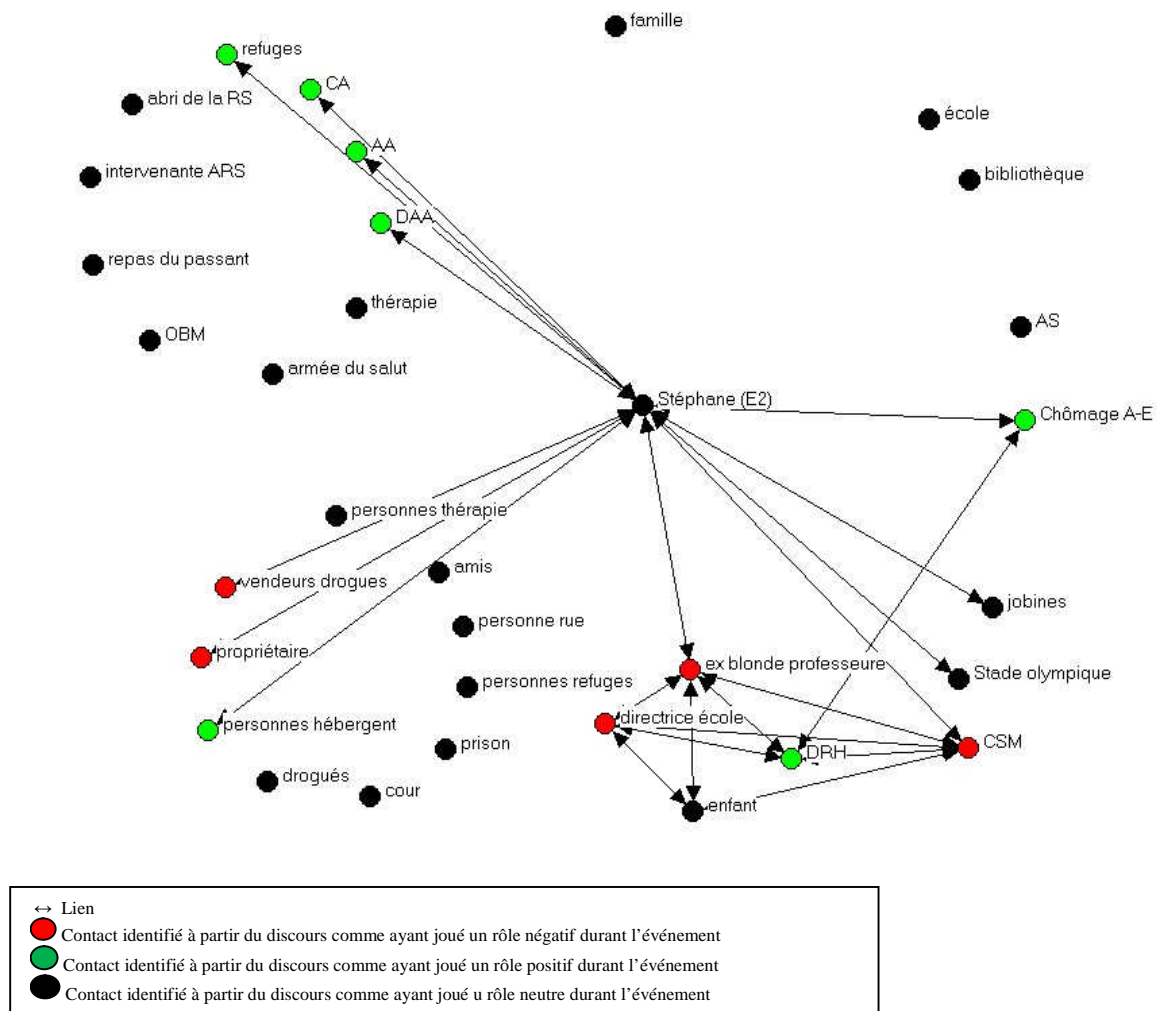 famille
refuges
CA
abri de la RS
école
AA
intervenante ARS
bibliothèque
DAA
repas du passant
thérapie
AS
OBM
armée du salut
Stéphane (E2)
Chômage A-E
personnes thérapie
amis
vendeurs drogues
jobines
personne rue
propriétaire
ex blonde professeure
Stade olympique
personnes refuges
directrice école
personnes hébergent
CSM
prison
DRH
drogués
cour
enfant
↔ Lien
Contact identifié à partir du discours comme ayant joué un rôle négatif durant l'événement
Contact identifié à partir du discours comme ayant joué un rôle positif durant l'événement
Contact identifié à partir du discours comme ayant joué u rôle neutre durant l'événement